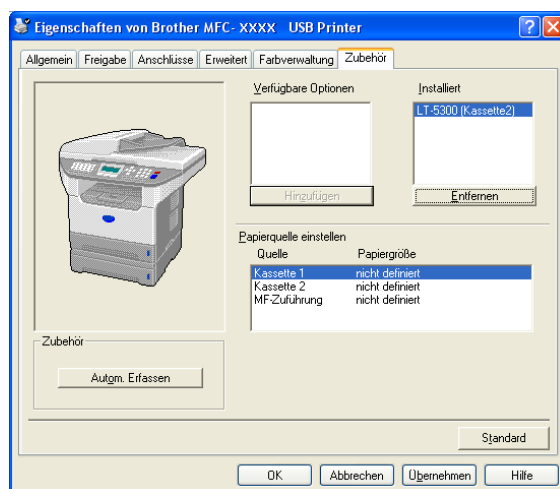 Eigenschaften von Brother MFC-XXXX USB Printer
Allgemein Freigabe Anschlüsse Erweitert Farbverwaltung Zubehör
Verfügbare Optionen Installiert
LT-5300 (Kassette2)
Hinzufügen Entfernen
Papierquelle einstellen
Quelle Papiergröße
Kassette 1 nicht definiert
Kassette 2 nicht definiert
MF-Zuführung nicht definiert
Zubehör
Autom. Erfassen
Standard
OK Abbrechen Übernehmen Hilfe